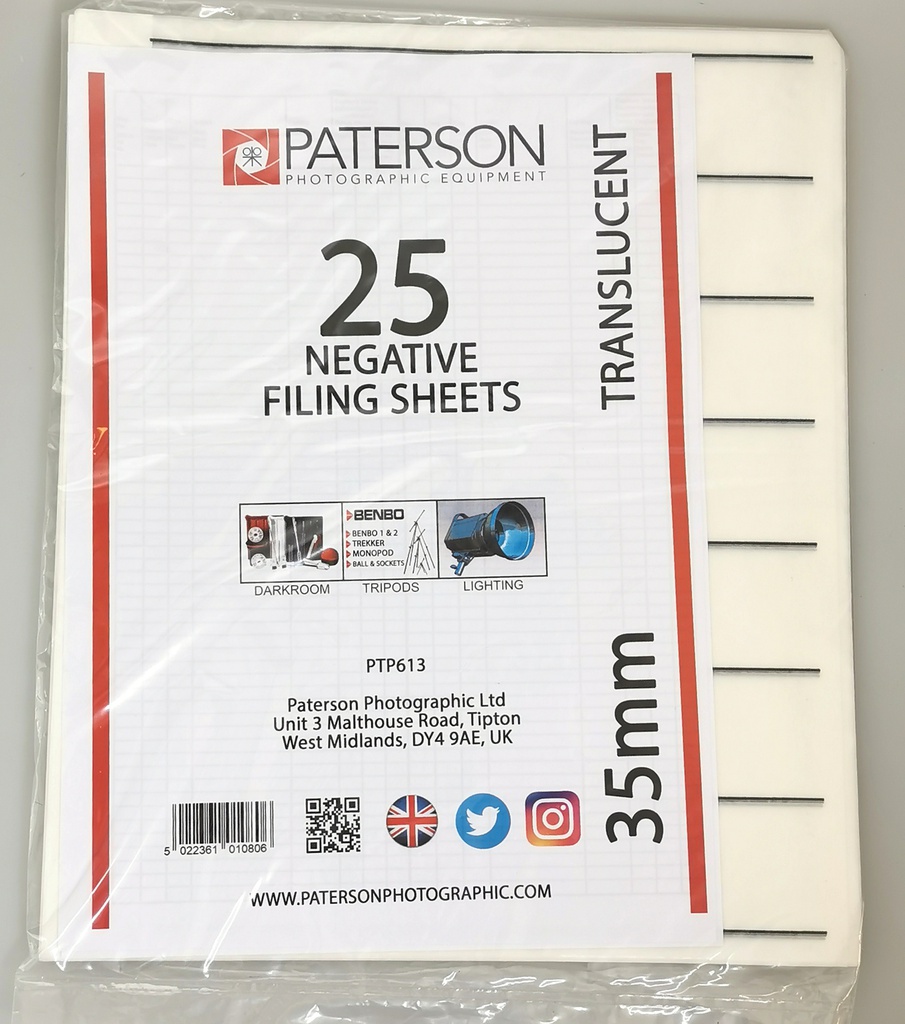 PATERSON
PHOTOGRAPHIC EQUIPMENT
TRANSLUCENT
25
NEGATIVE
FILING SHEETS
BENBO
BENBO 1 & 2
TREKKER
MONOPOD
BALL & SOCKETS
DARKROOM
TRIPODS
LIGHTING
35mm
PTP613
Paterson Photographic Ltd
Unit 3 Malthouse Road, Tipton
West Midlands, DY4 9AE, UK
5 022361 010806
WWW.PATERSONPHOTOGRAPHIC.COM